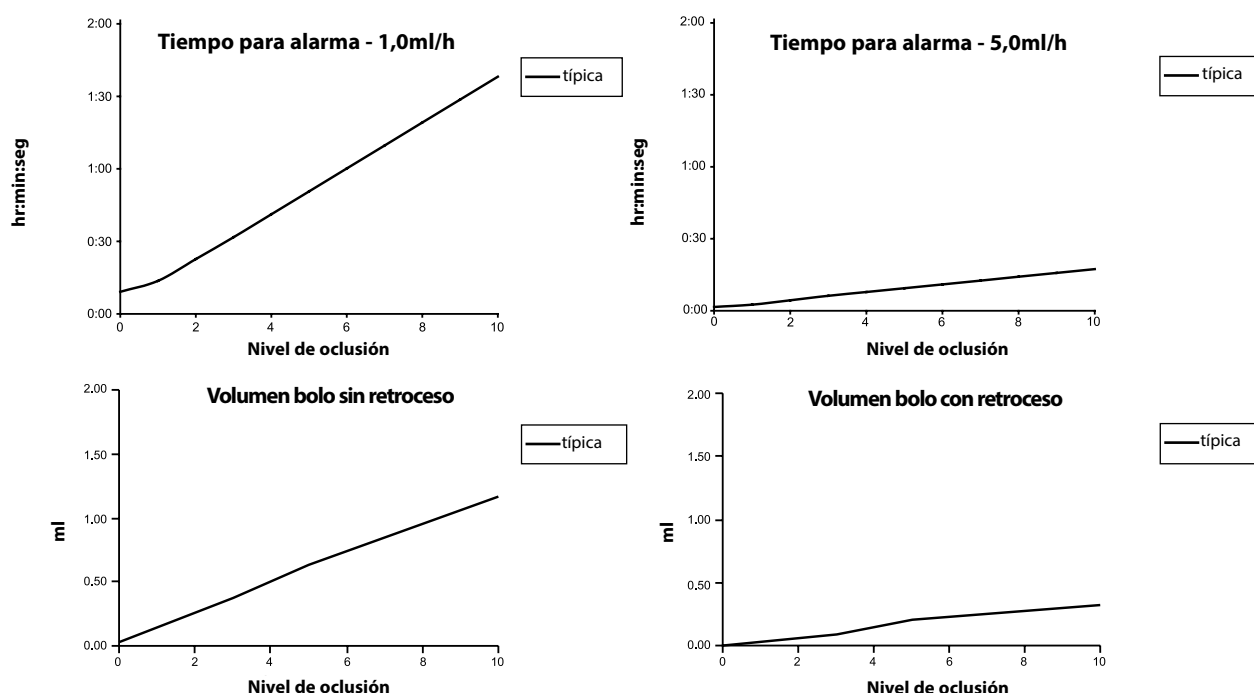 Tiempo para alarma - 1,0ml/h
típica
hr:min:seg
2:00
1:30
1:00
0:30
0:00
0 2 4 6 8 10
Nivel de oclusión
Tiempo para alarma - 5,0ml/h
típica
hr:min:seg
2:00
1:30
1:00
0:30
0:00
0 2 4 6 8 10
Nivel de oclusión
Volumen bolo sin retroceso
típica
ml
2.00
1.50
1.00
0.50
0.00
0 2 4 6 8 10
Nivel de oclusión
Volumen bolo con retroceso
típica
ml
2.00
1.50
1.00
0.50
0.00
0 2 4 6 8 10
Nivel de oclusión